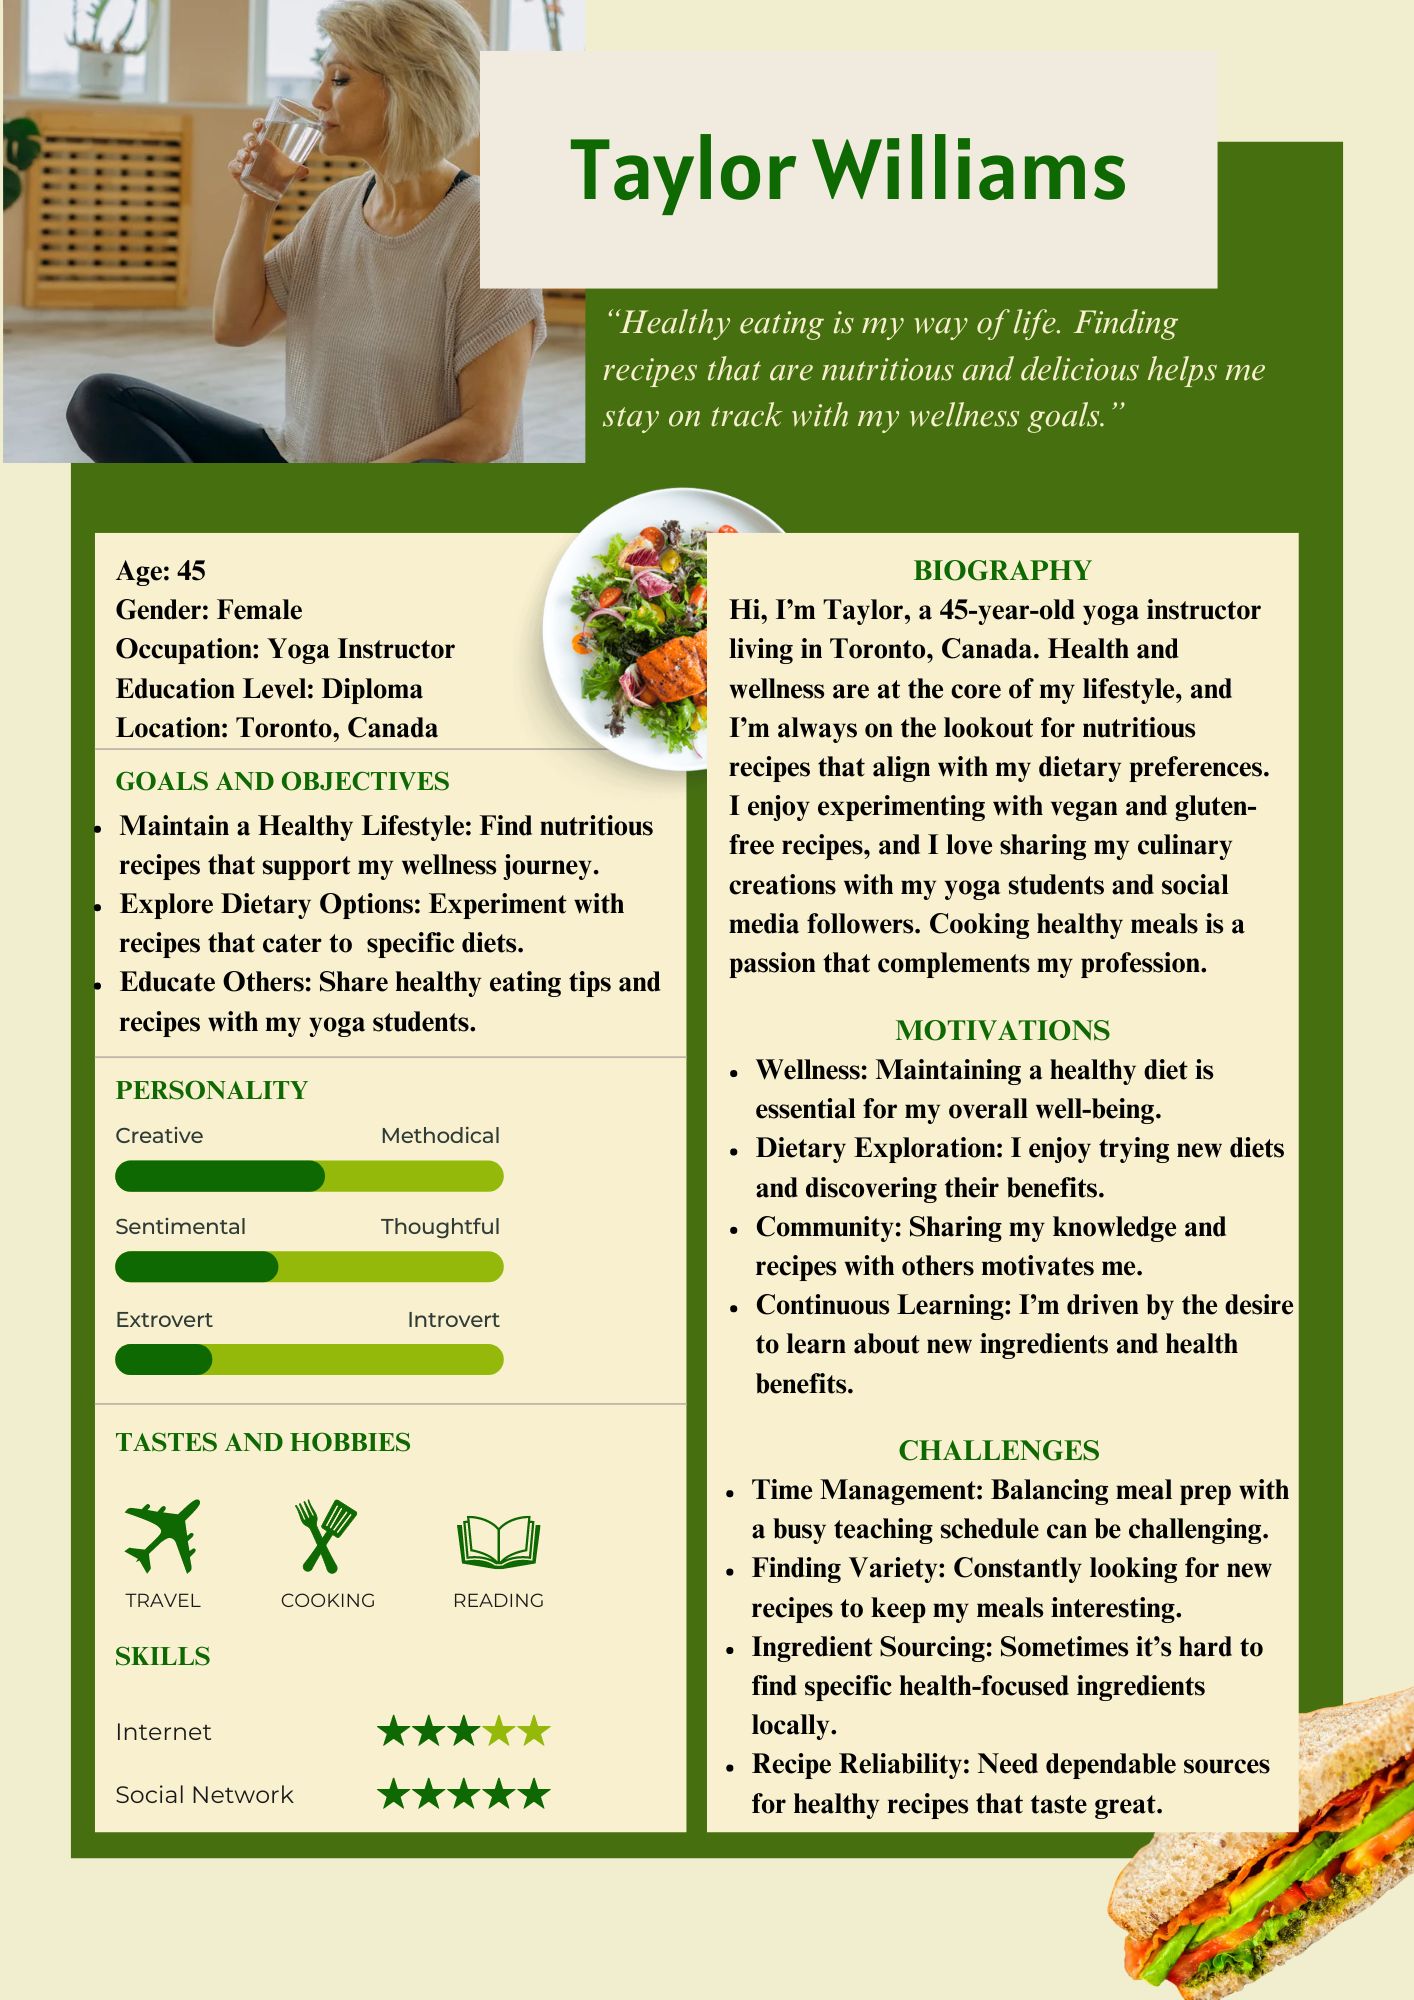 Taylor Williams
“Healthy eating is my way of life. Finding
recipes that are nutritious and delicious helps me
stay on track with my wellness goals.”
Age: 45
Gender: Female
Occupation: Yoga Instructor
Education Level: Diploma
Location: Toronto, Canada
GOALS AND OBJECTIVES
• Maintain a Healthy Lifestyle: Find nutritious
recipes that support my wellness journey.
• Explore Dietary Options: Experiment with
recipes that cater to  specific diets.
• Educate Others: Share healthy eating tips and
recipes with my yoga students.
PERSONALITY
Creative Methodical
Sentimental Thoughtful
Extrovert Introvert
TASTES AND HOBBIES
TRAVEL COOKING READING
SKILLS
Internet
Social Network
BIOGRAPHY
Hi, I’m Taylor, a 45-year-old yoga instructor
living in Toronto, Canada. Health and
wellness are at the core of my lifestyle, and
I’m always on the lookout for nutritious
recipes that align with my dietary preferences.
I enjoy experimenting with vegan and gluten-
free recipes, and I love sharing my culinary
creations with my yoga students and social
media followers. Cooking healthy meals is a
passion that complements my profession.
MOTIVATIONS
• Wellness: Maintaining a healthy diet is
essential for my overall well-being.
• Dietary Exploration: I enjoy trying new diets
and discovering their benefits.
• Community: Sharing my knowledge and
recipes with others motivates me.
• Continuous Learning: I’m driven by the desire
to learn about new ingredients and health
benefits.
CHALLENGES
• Time Management: Balancing meal prep with
a busy teaching schedule can be challenging.
• Finding Variety: Constantly looking for new
recipes to keep my meals interesting.
• Ingredient Sourcing: Sometimes it’s hard to
find specific health-focused ingredients
locally.
• Recipe Reliability: Need dependable sources
for healthy recipes that taste great.